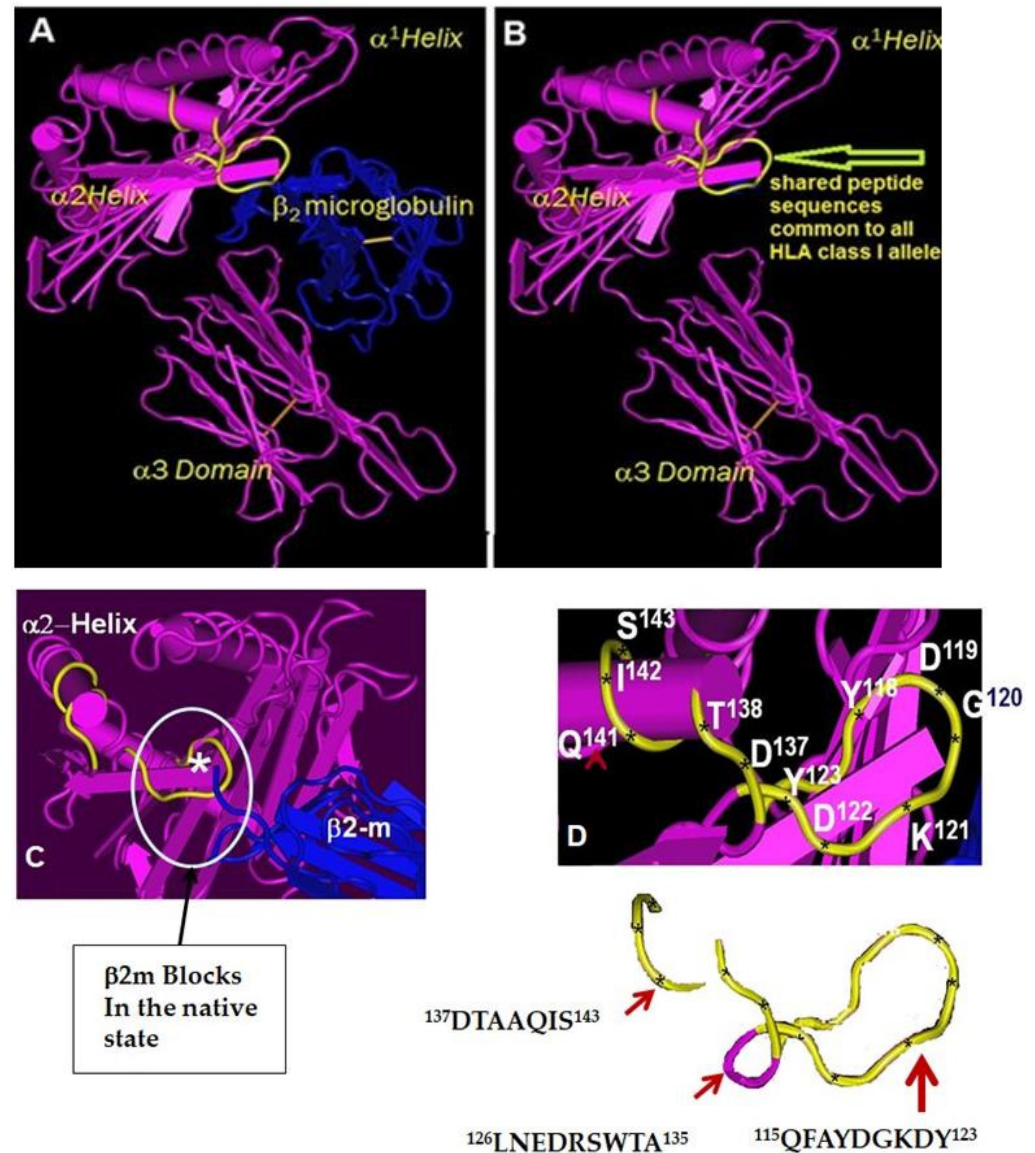 A
α¹Helix
α2Helix
β₂ microglobulin
α3 Domain
B
α¹Helix
α2Helix
shared peptide
sequences
common to all
HLA class I allele
α3 Domain
α2–Helix
*
β2-m
C
β2m Blocks
In the native
state
S¹⁴³
I¹⁴²
Q¹⁴¹
T¹³⁸
D¹³⁷
Y¹¹⁸
D¹¹⁹
G¹²⁰
Y¹²³
D¹²²
K¹²¹
D
¹³⁷DTAAQIS¹⁴³
¹²⁶LNEDRSWTA¹³⁵
¹¹⁵QFAYDGKDY¹²³